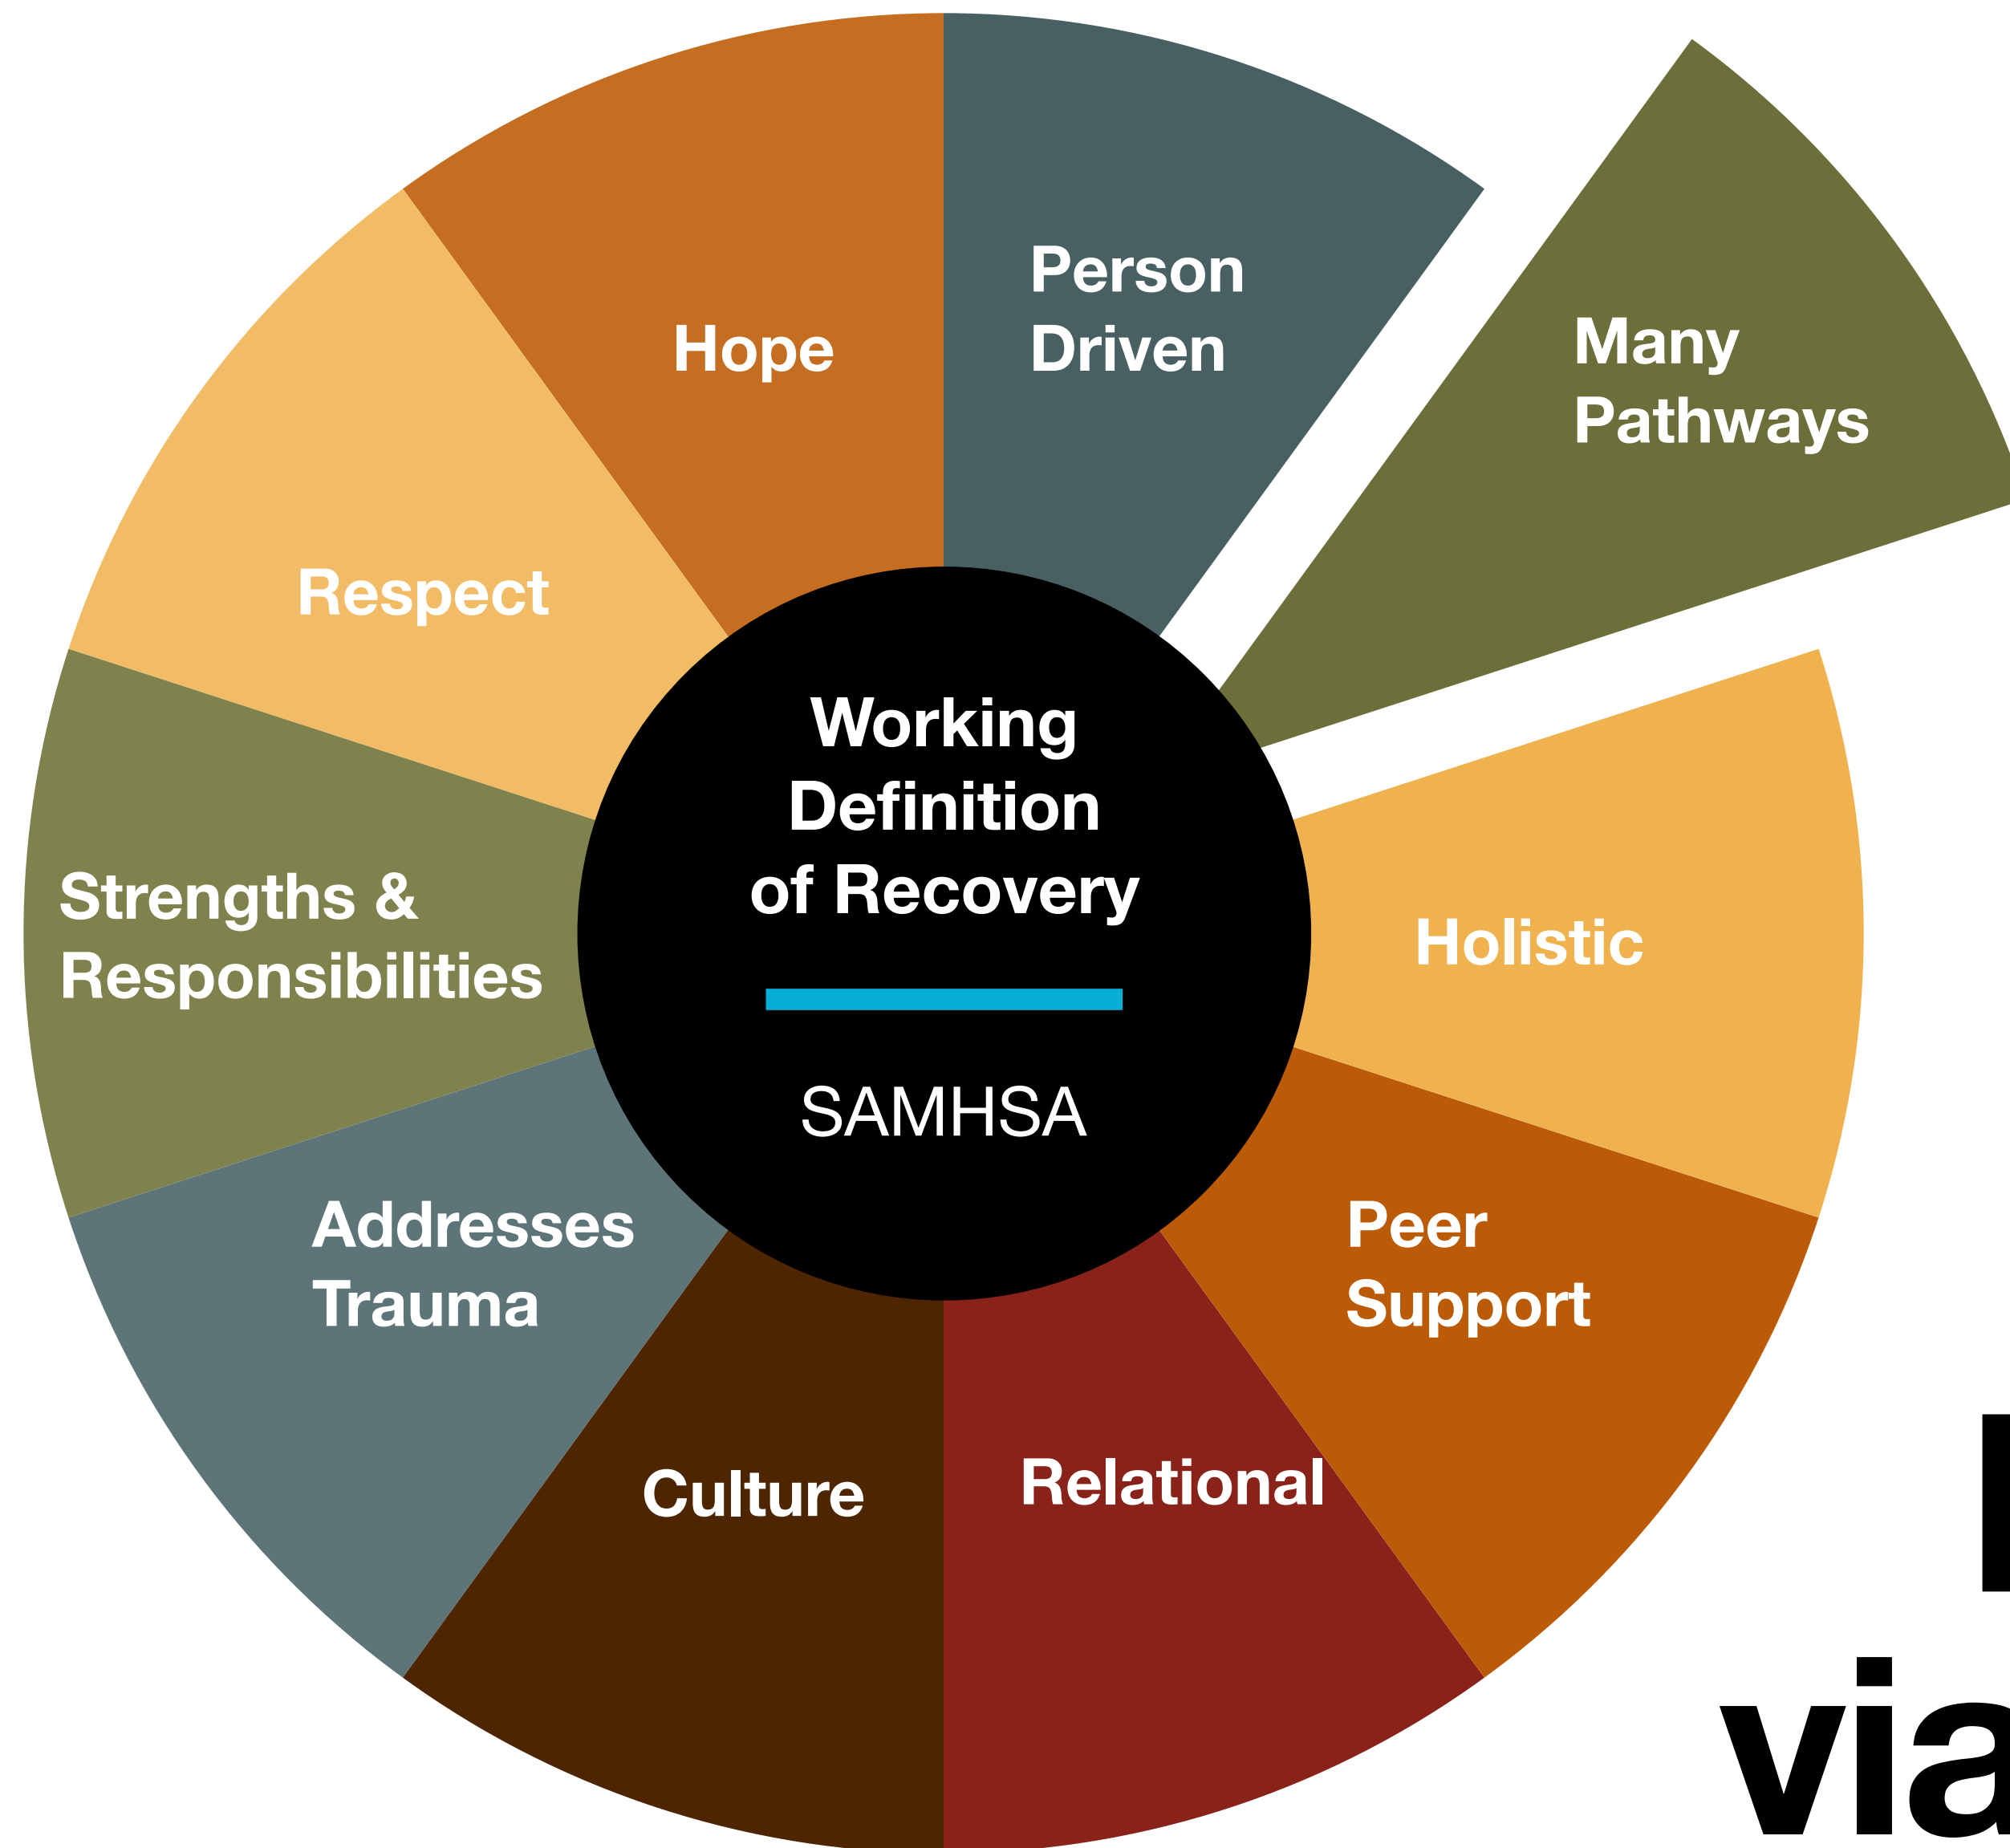 Hope
Person
Driven
Many
Pathways
Respect
Working
Definition
of Recovery
SAMHSA
Strengths &
Responsibilities
Holistic
Addresses
Trauma
Peer
Support
Culture
Relational